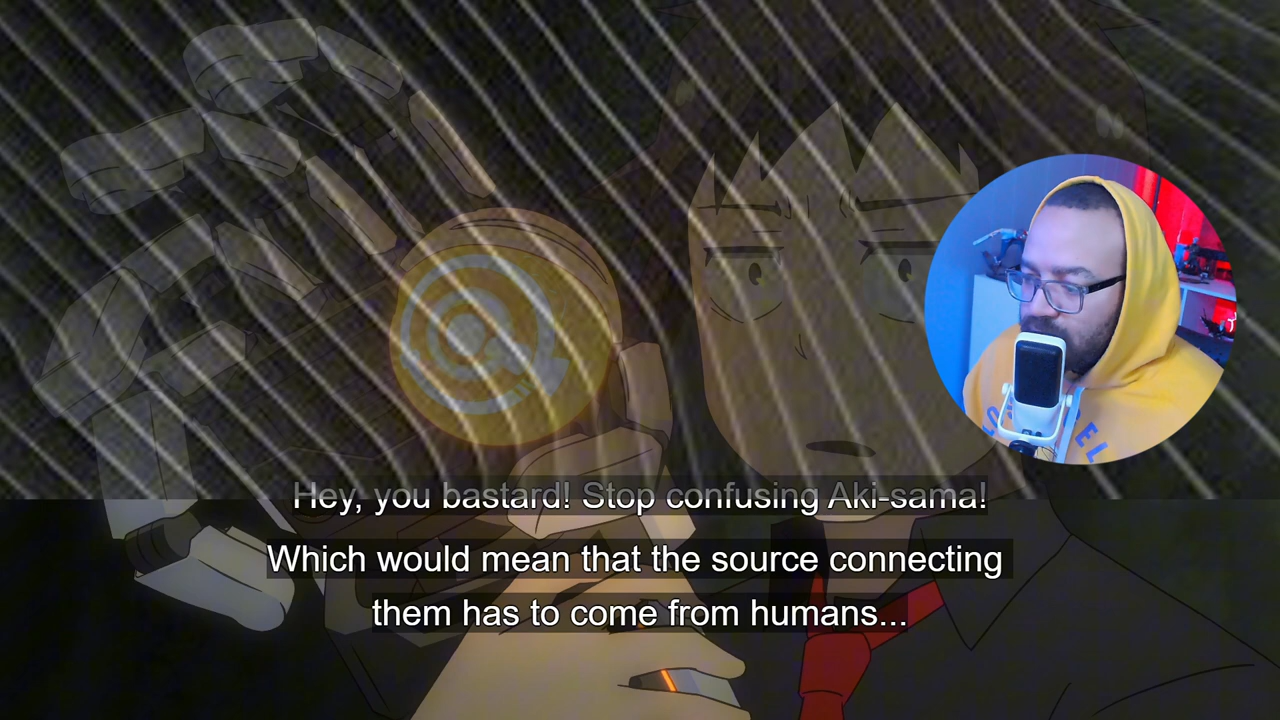 Hey, you bastard! Stop confusing Aki-sama!
Which would mean that the source connecting
them has to come from humans...